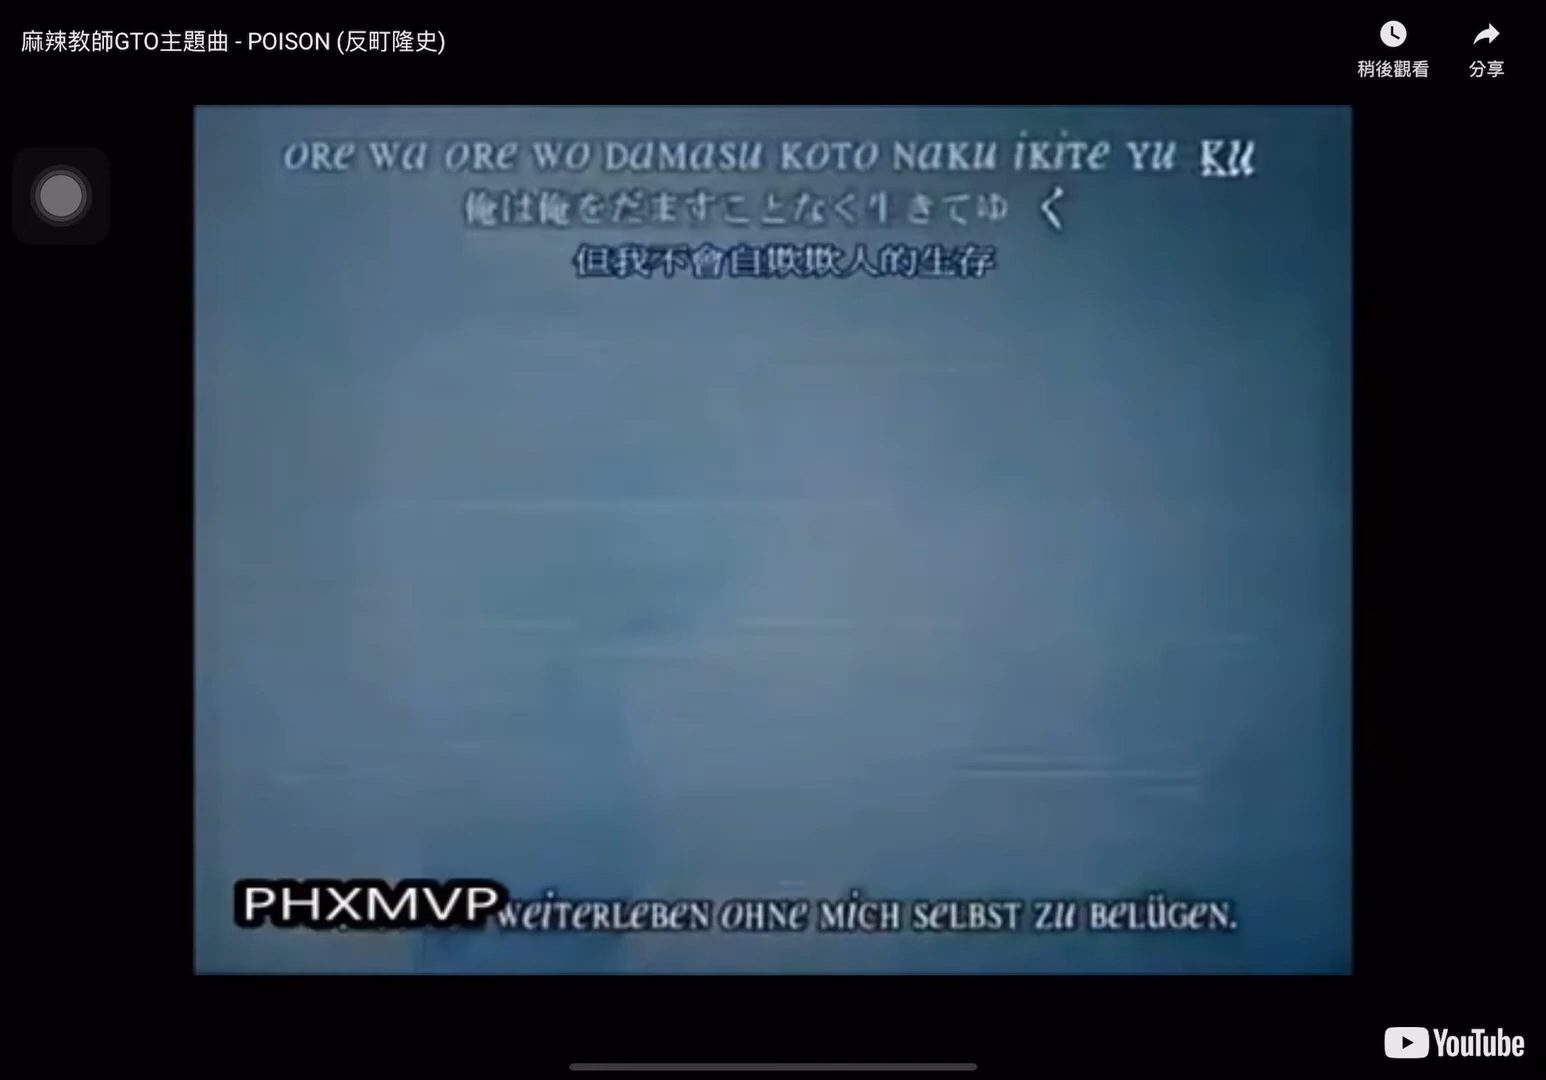 麻辣教師GTO主題曲 - POISON (反町隆史)
稍後觀看
分享
ORe Wa ORe WO DaMaSu KOTO NaKu iKiTe Yu Ku
俺は俺をだますことなく生きてゆく
但我不會自欺欺人的生存
PHXMVP
WeiTeRLeBeN OHNe MiCH SeLBST Zu BeLüGeN.
YouTube